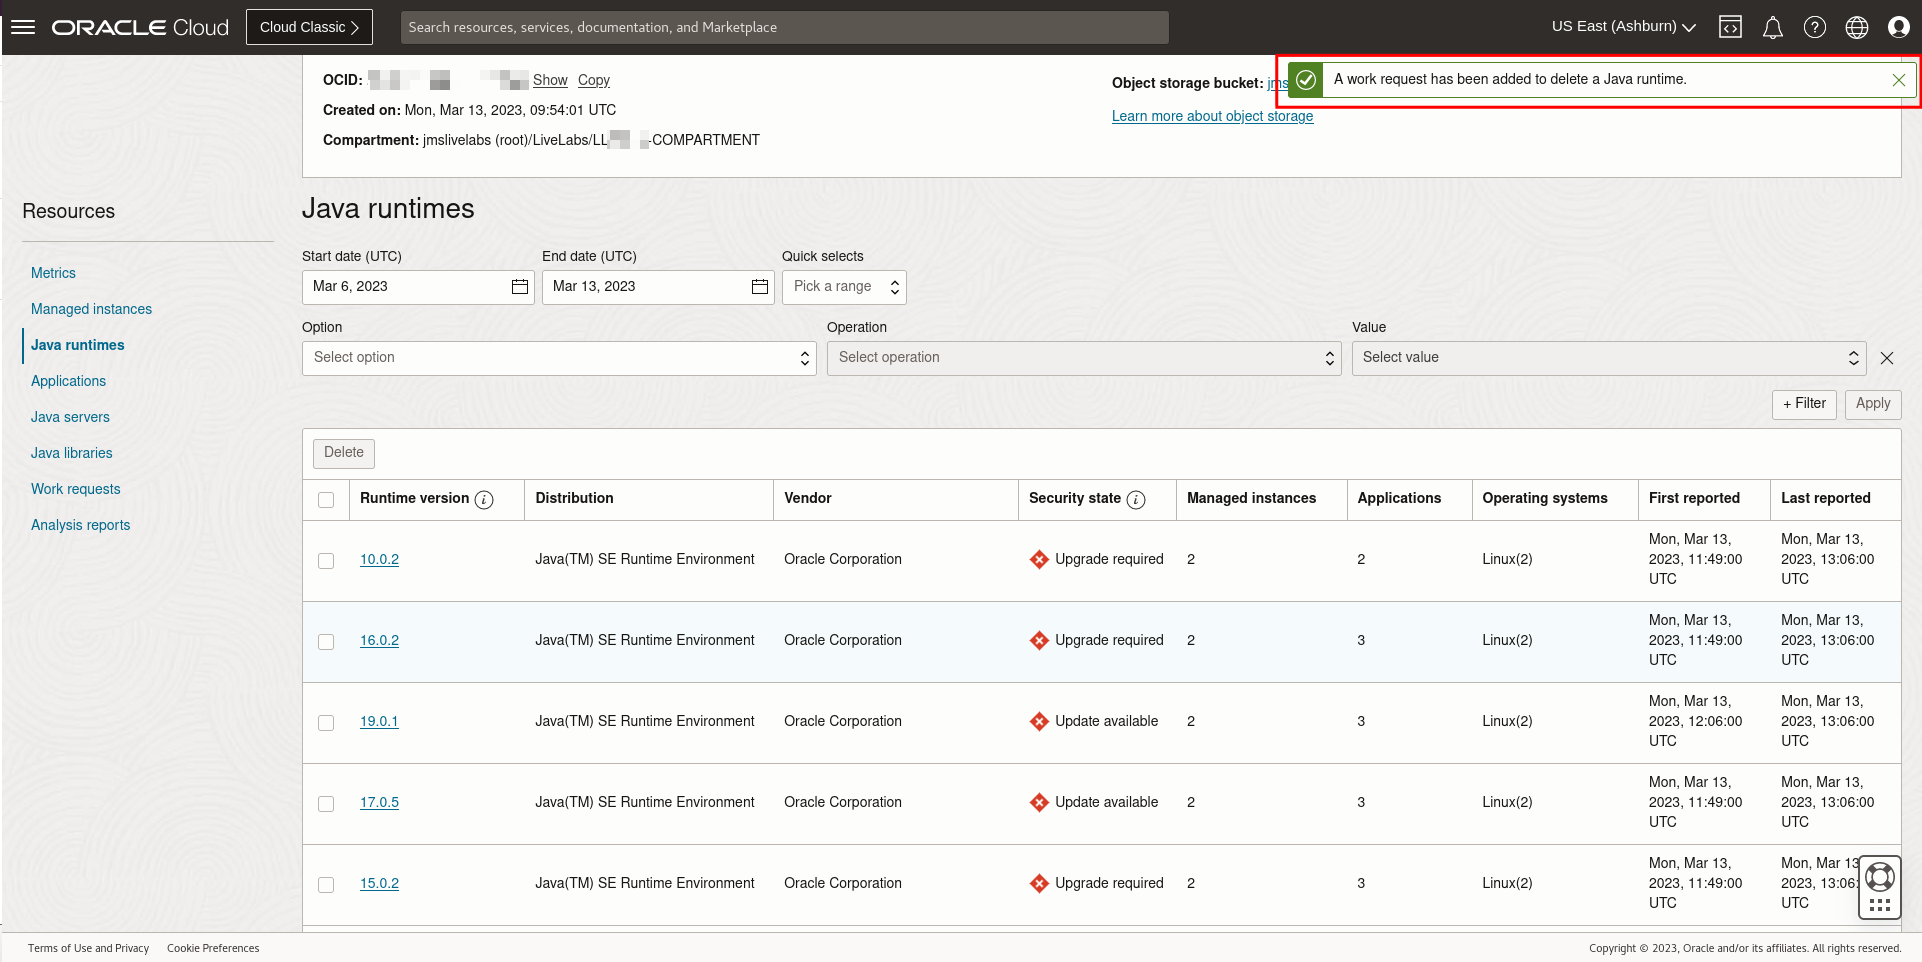 ORACLE Cloud
Cloud Classic
Search resources, services, documentation, and Marketplace
US East (Ashburn)
A work request has been added to delete a Java runtime.
OCID: Show Copy
Created on: Mon, Mar 13, 2023, 09:54:01 UTC
Compartment: jmslivelabs (root)/LiveLabs/LL -COMPARTMENT
Object storage bucket: jms
Learn more about object storage
Resources
Metrics
Managed instances
Java runtimes
Applications
Java servers
Java libraries
Work requests
Analysis reports
Java runtimes
Start date (UTC) End date (UTC) Quick selects
Mar 6, 2023 Mar 13, 2023 Pick a range
Option Operation Value
Select option Select operation Select value
+ Filter Apply
Delete
Runtime version i Distribution Vendor Security state i Managed instances Applications Operating systems First reported Last reported
10.0.2 Java(TM) SE Runtime Environment Oracle Corporation Upgrade required 2 2 Linux(2) Mon, Mar 13, 2023, 11:49:00 UTC Mon, Mar 13, 2023, 13:06:00 UTC
16.0.2 Java(TM) SE Runtime Environment Oracle Corporation Upgrade required 2 3 Linux(2) Mon, Mar 13, 2023, 11:49:00 UTC Mon, Mar 13, 2023, 13:06:00 UTC
19.0.1 Java(TM) SE Runtime Environment Oracle Corporation Update available 2 3 Linux(2) Mon, Mar 13, 2023, 12:06:00 UTC Mon, Mar 13, 2023, 13:06:00 UTC
17.0.5 Java(TM) SE Runtime Environment Oracle Corporation Update available 2 3 Linux(2) Mon, Mar 13, 2023, 11:49:00 UTC Mon, Mar 13, 2023, 13:06:00 UTC
15.0.2 Java(TM) SE Runtime Environment Oracle Corporation Upgrade required 2 3 Linux(2) Mon, Mar 13, 2023, 11:49:00 UTC Mon, Mar 13 2023, 13:06: UTC
Terms of Use and Privacy Cookie Preferences
Copyright © 2023, Oracle and/or its affiliates. All rights reserved.